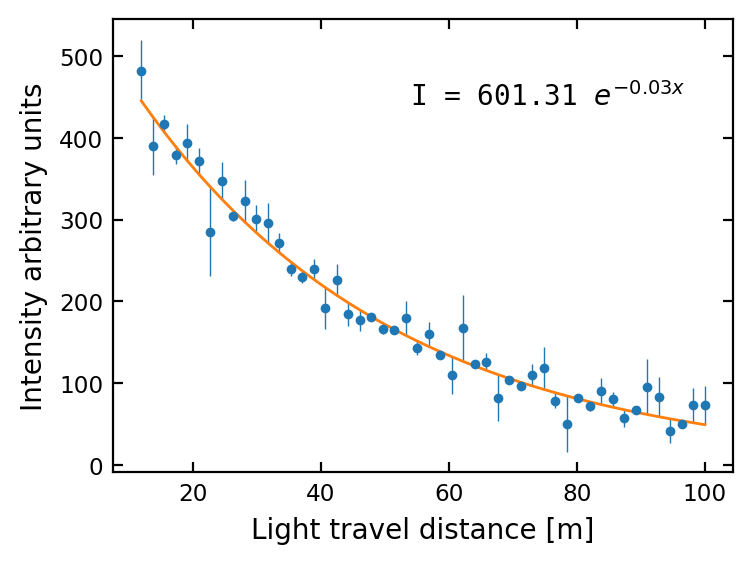 I = 601.31 e^{-0.03x}
Intensity arbitrary units
500
400
300
200
100
0
20 40 60 80 100
Light travel distance [m]